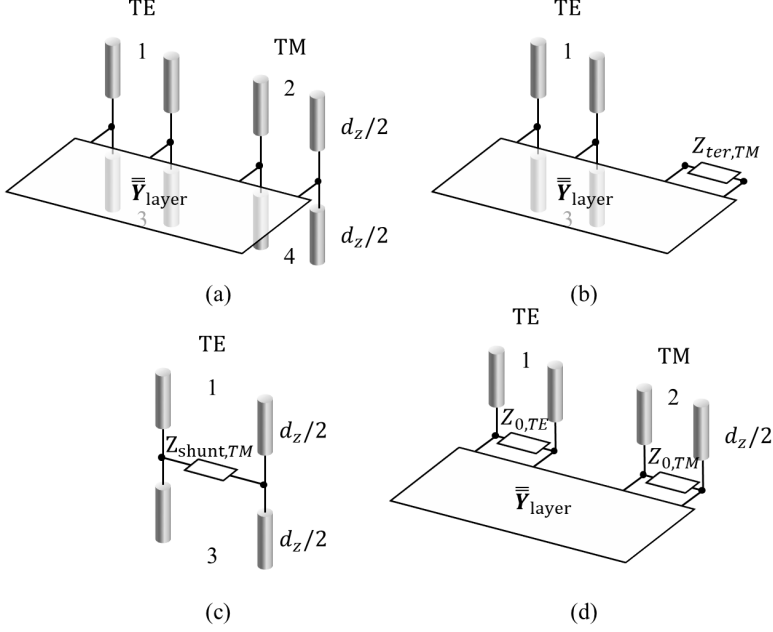 TE
1
TM
2
d_z/2
Y̿_layer
3
4
d_z/2
(a)
TE
1
Z_ter,TM
Y̿_layer
3
(b)
TE
1
d_z/2
Z_shunt,TM
3
d_z/2
(c)
TE
1
TM
2
Z_0,TE
d_z/2
Z_0,TM
Y̿_layer
(d)